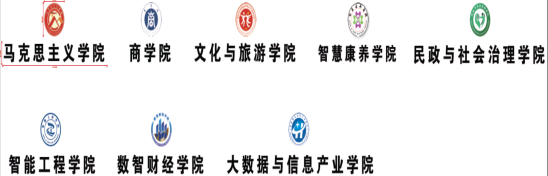 马克思主义学院 商学院 文化与旅游学院 智慧康养学院 民政与社会治理学院
智能工程学院 数智财经学院 大数据与信息产业学院